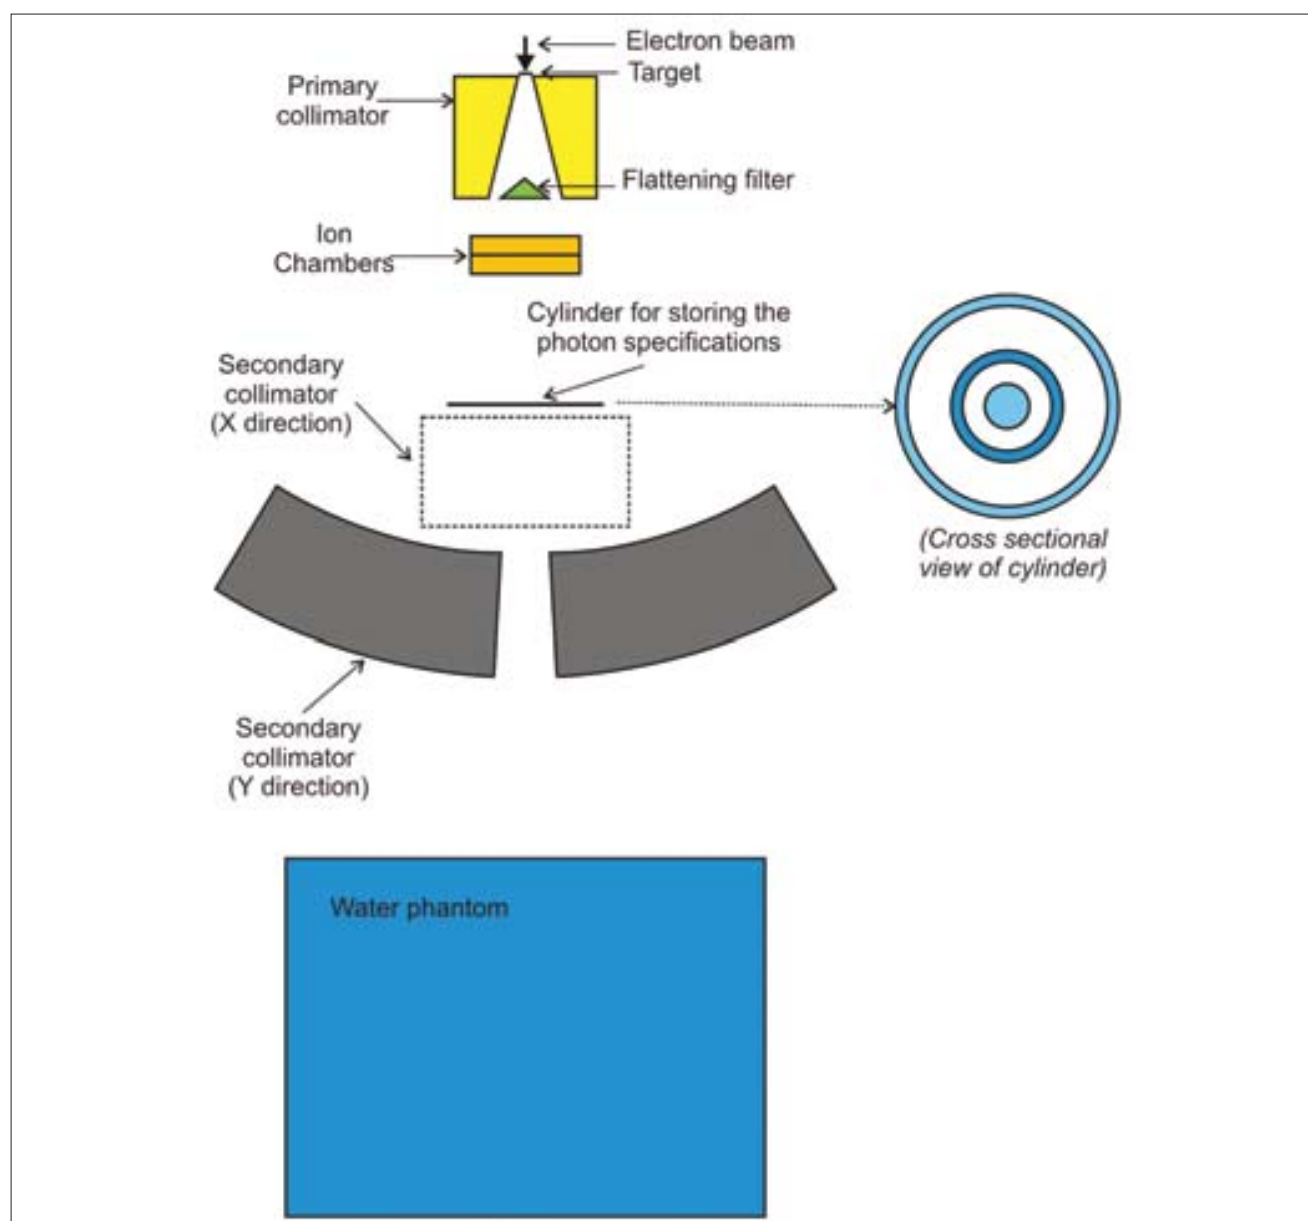 Electron beam
Target
Primary
collimator
Flattening filter
Ion
Chambers
Cylinder for storing the
photon specifications
Secondary
collimator
(X direction)
(Cross sectional
view of cylinder)
Secondary
collimator
(Y direction)
Water phantom